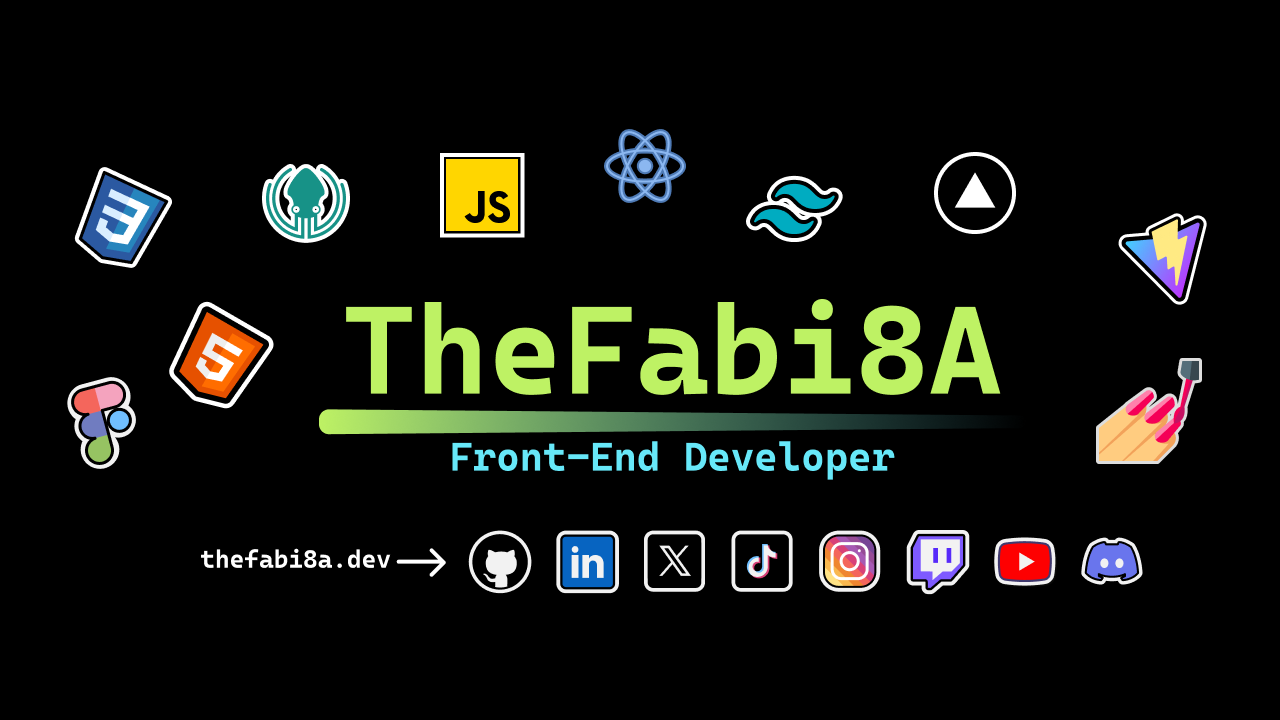 JS
TheFabi8A
Front-End Developer
thefabi8a.dev
in